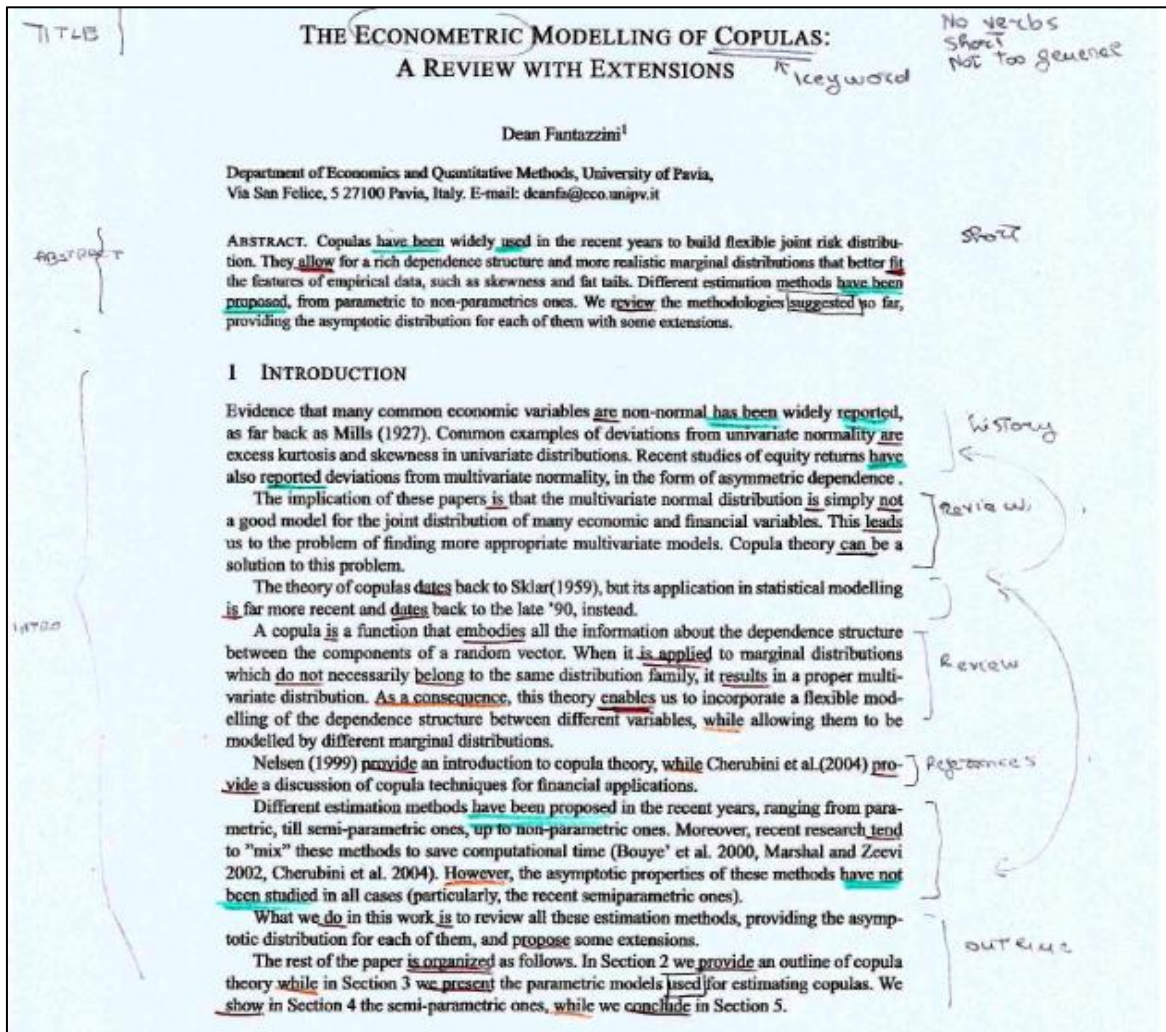 TITLE
THE ECONOMETRIC MODELLING OF COPULAS:
A REVIEW WITH EXTENSIONS
keyword
No verbs
short
Not too general
Dean Fantazzini¹
Department of Economics and Quantitative Methods, University of Pavia,
Via San Felice, 5 27100 Pavia, Italy. E-mail: deanfa@eco.unipv.it
ABSTRACT
short
ABSTRACT. Copulas have been widely used in the recent years to build flexible joint risk distribu-
tion. They allow for a rich dependence structure and more realistic marginal distributions that better fit
the features of empirical data, such as skewness and fat tails. Different estimation methods have been
proposed, from parametric to non-parametrics ones. We review the methodologies suggested so far,
providing the asymptotic distribution for each of them with some extensions.
INTRO
1 INTRODUCTION
Evidence that many common economic variables are non-normal has been widely reported,
as far back as Mills (1927). Common examples of deviations from univariate normality are
excess kurtosis and skewness in univariate distributions. Recent studies of equity returns have
also reported deviations from multivariate normality, in the form of asymmetric dependence .
history
The implication of these papers is that the multivariate normal distribution is simply not
a good model for the joint distribution of many economic and financial variables. This leads
us to the problem of finding more appropriate multivariate models. Copula theory can be a
solution to this problem.
Review
The theory of copulas dates back to Sklar(1959), but its application in statistical modelling
is far more recent and dates back to the late '90, instead.
A copula is a function that embodies all the information about the dependence structure
between the components of a random vector. When it is applied to marginal distributions
which do not necessarily belong to the same distribution family, it results in a proper multi-
variate distribution. As a consequence, this theory enables us to incorporate a flexible mod-
elling of the dependence structure between different variables, while allowing them to be
modelled by different marginal distributions.
Review
Nelsen (1999) provide an introduction to copula theory, while Cherubini et al.(2004) pro-
vide a discussion of copula techniques for financial applications.
References
Different estimation methods have been proposed in the recent years, ranging from para-
metric, till semi-parametric ones, up to non-parametric ones. Moreover, recent research tend
to "mix" these methods to save computational time (Bouye' et al. 2000, Marshal and Zeevi
2002, Cherubini et al. 2004). However, the asymptotic properties of these methods have not
been studied in all cases (particularly, the recent semiparametric ones).
What we do in this work is to review all these estimation methods, providing the asymp-
totic distribution for each of them, and propose some extensions.
The rest of the paper is organized as follows. In Section 2 we provide an outline of copula
theory while in Section 3 we present the parametric models used for estimating copulas. We
show in Section 4 the semi-parametric ones, while we conclude in Section 5.
OUTLINE